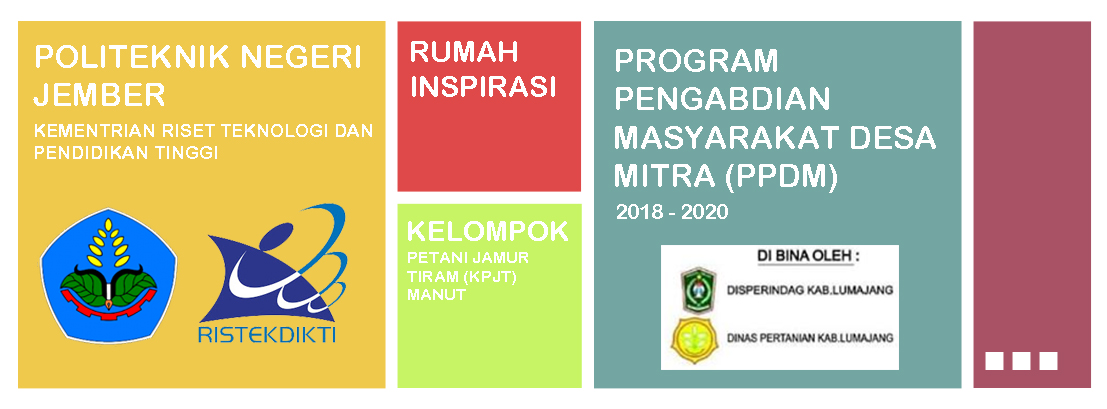 POLITEKNIK NEGERI
JEMBER
KEMENTRIAN RISET TEKNOLOGI DAN
PENDIDIKAN TINGGI
RISTEKDIKTI
RUMAH
INSPIRASI
KELOMPOK
PETANI JAMUR
TIRAM (KPJT)
MANUT
PROGRAM
PENGABDIAN
MASYARAKAT DESA
MITRA (PPDM)
2018 - 2020
DI BINA OLEH :
DISPERINDAG KAB.LUMAJANG
DINAS PERTANIAN KAB.LUMAJANG